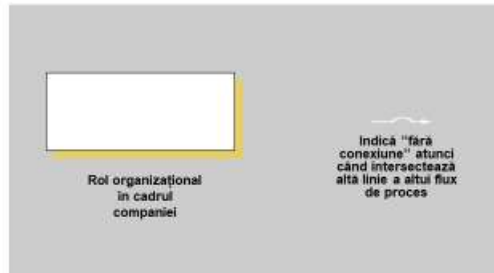 Rol organizațional
în cadrul
companiei
Indică "fără
conexiune" atunci
când intersectează
altă linie a altui flux
de proces